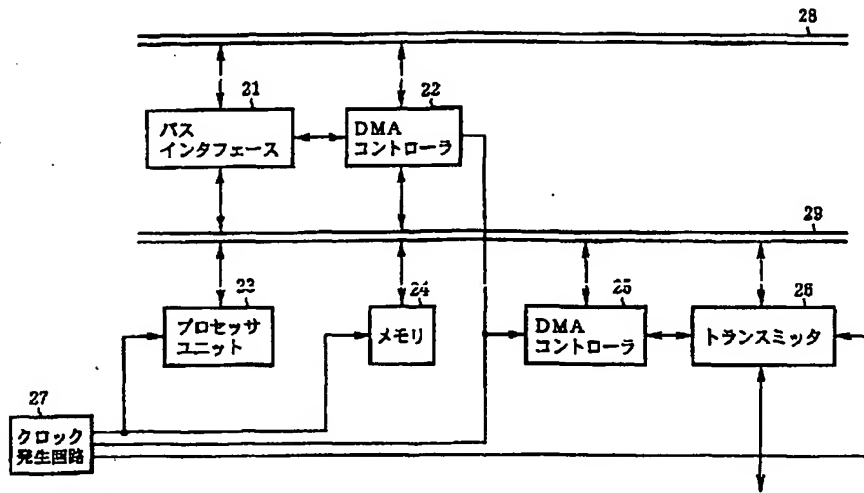 28
21
22
バス
インタフェース
DMA
コントローラ
29
23
24
25
26
プロセッサ
ユニット
メモリ
DMA
コントローラ
トランスミッタ
27
クロック
発生回路